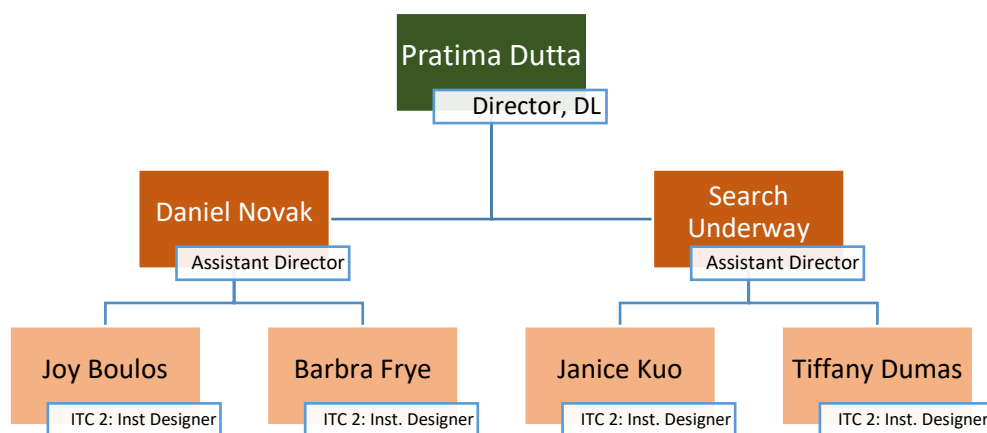 Pratima Dutta
Director, DL
Daniel Novak
Assistant Director
Search
Underway
Assistant Director
Joy Boulos
ITC 2: Inst Designer
Barbra Frye
ITC 2: Inst. Designer
Janice Kuo
ITC 2: Inst. Designer
Tiffany Dumas
ITC 2: Inst. Designer